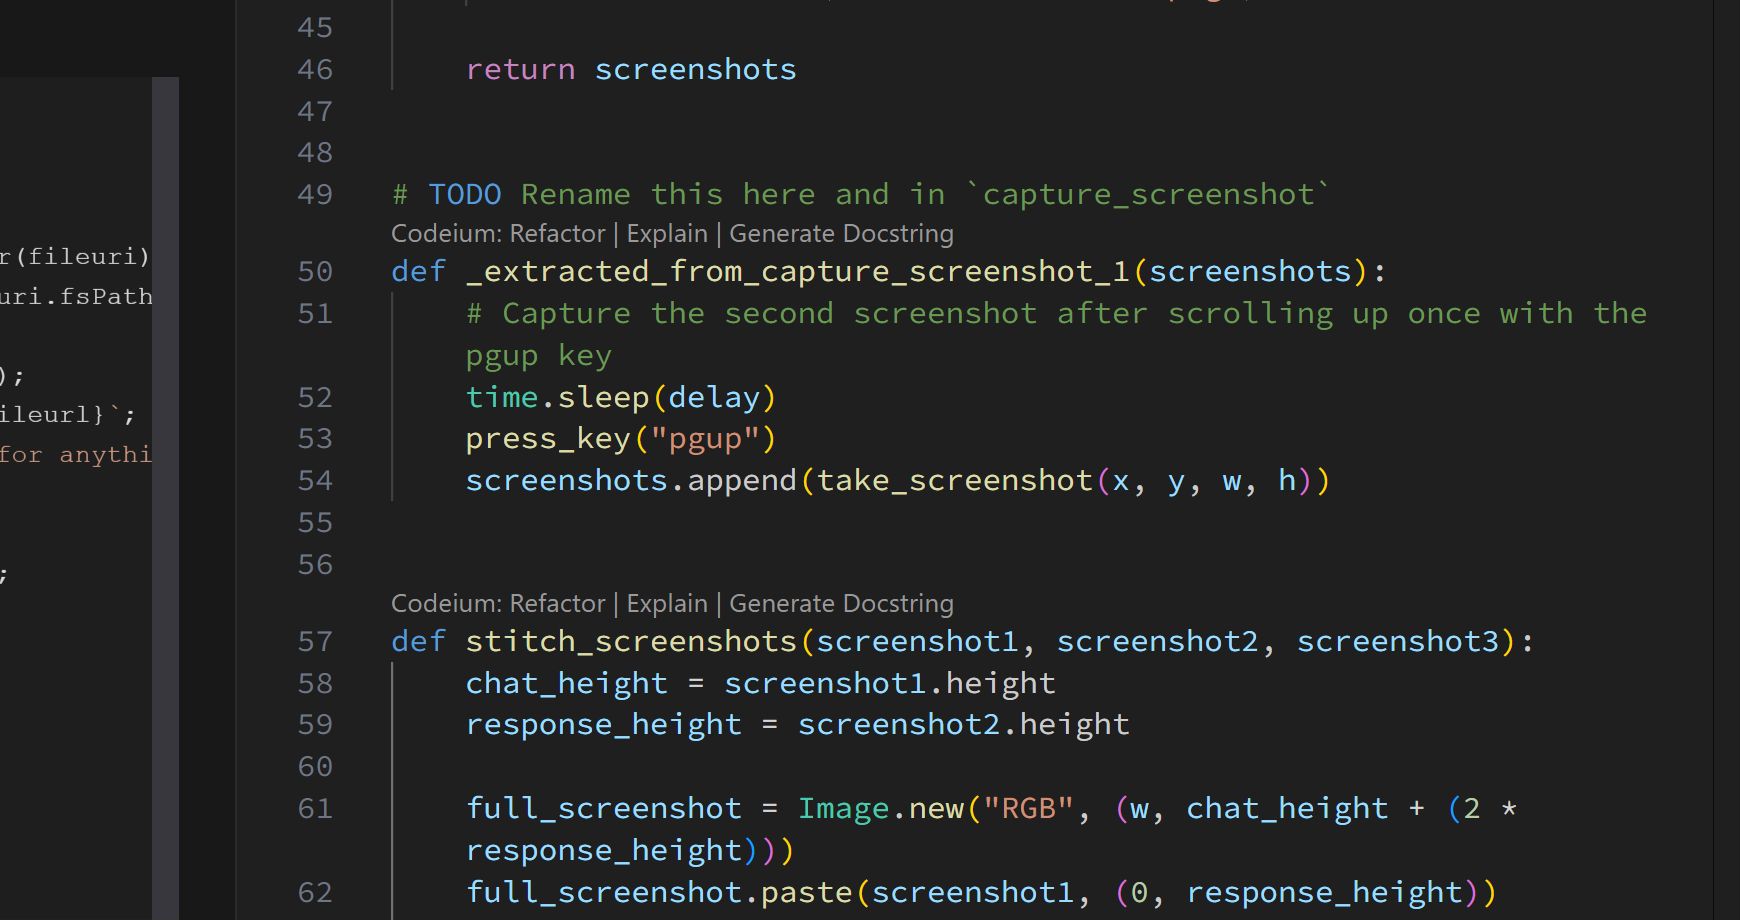 45
46 return screenshots
47
48
49 # TODO Rename this here and in `capture_screenshot`
Codeium: Refactor | Explain | Generate Docstring
50 def _extracted_from_capture_screenshot_1(screenshots):
51 # Capture the second screenshot after scrolling up once with the
pgup key
52 time.sleep(delay)
53 press_key("pgup")
54 screenshots.append(take_screenshot(x, y, w, h))
55
56
Codeium: Refactor | Explain | Generate Docstring
57 def stitch_screenshots(screenshot1, screenshot2, screenshot3):
58 chat_height = screenshot1.height
59 response_height = screenshot2.height
60
61 full_screenshot = Image.new("RGB", (w, chat_height + (2 *
response_height)))
62 full_screenshot.paste(screenshot1, (0, response_height))
r(fileuri)
uri.fsPath
);
ileurl}`;
for anythi
;